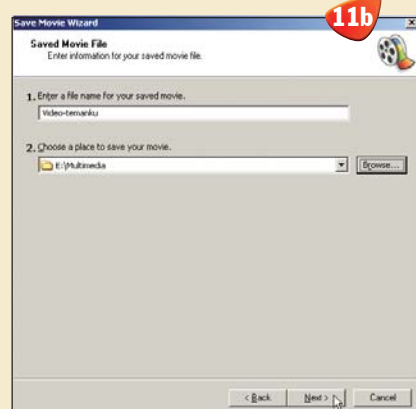 11b
Save Movie Wizard
Saved Movie File
Enter information for your saved movie file.
1. Enter a file name for your saved movie.
Video-temanku
2. Choose a place to save your movie.
E:\Multimedia
Browse...
< Back
Next >
Cancel